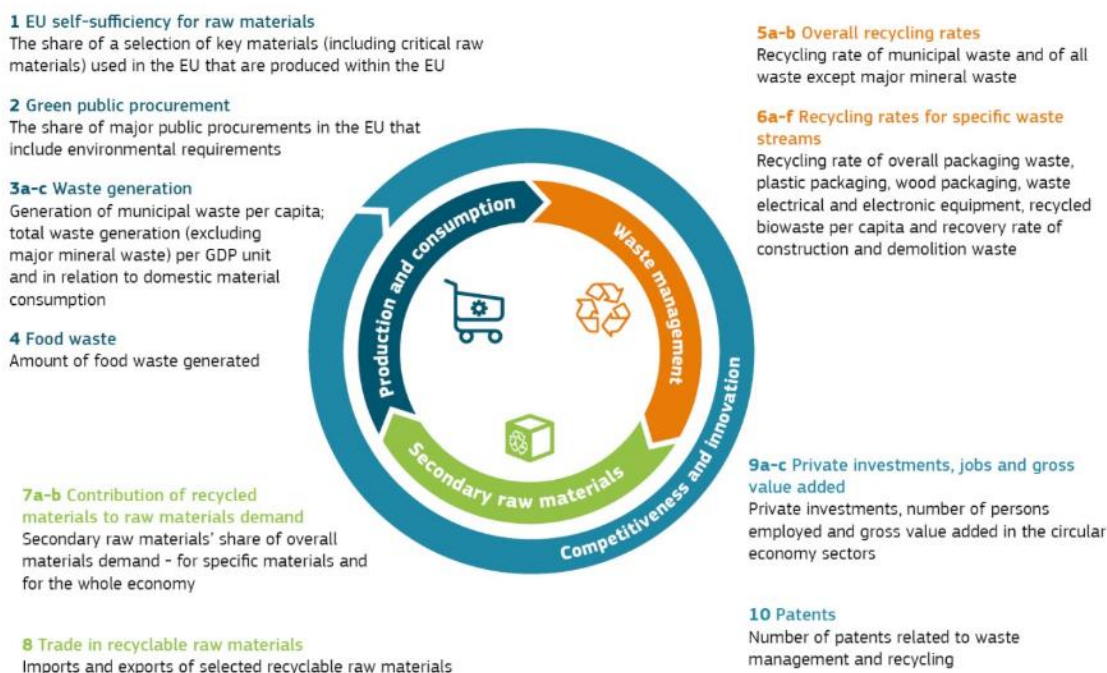 1 EU self-sufficiency for raw materials
The share of a selection of key materials (including critical raw
materials) used in the EU that are produced within the EU
2 Green public procurement
The share of major public procurements in the EU that
include environmental requirements
3a-c Waste generation
Generation of municipal waste per capita;
total waste generation (excluding
major mineral waste) per GDP unit
and in relation to domestic material
consumption
4 Food waste
Amount of food waste generated
5a-b Overall recycling rates
Recycling rate of municipal waste and of all
waste except major mineral waste
6a-f Recycling rates for specific waste
streams
Recycling rate of overall packaging waste,
plastic packaging, wood packaging, waste
electrical and electronic equipment, recycled
biowaste per capita and recovery rate of
construction and demolition waste
Production and consumption
Waste management
Secondary raw materials
Competitiveness and innovation
7a-b Contribution of recycled
materials to raw materials demand
Secondary raw materials' share of overall
materials demand - for specific materials and
for the whole economy
8 Trade in recyclable raw materials
Imports and exports of selected recyclable raw materials
9a-c Private investments, jobs and gross
value added
Private investments, number of persons
employed and gross value added in the circular
economy sectors
10 Patents
Number of patents related to waste
management and recycling